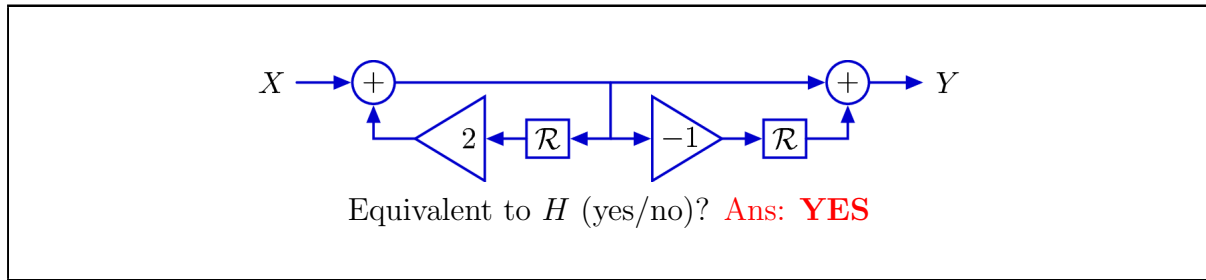 X + + Y
2 ℛ −1 ℛ
Equivalent to H (yes/no)? Ans: YES